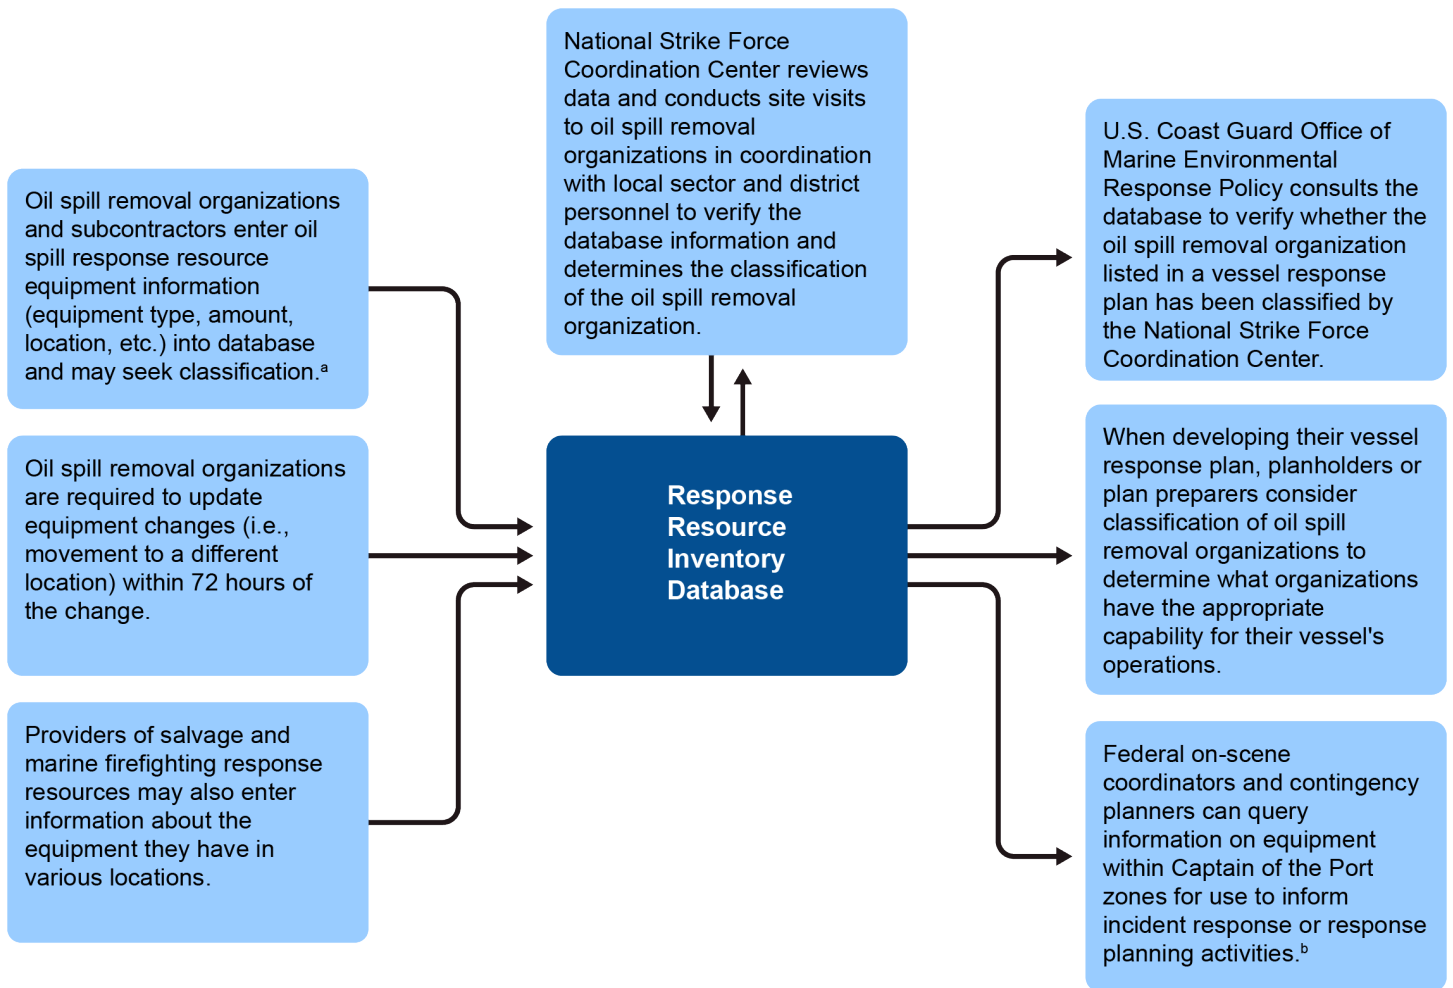 National Strike Force
Coordination Center reviews
data and conducts site visits
to oil spill removal
organizations in coordination
with local sector and district
personnel to verify the
database information and
determines the classification
of the oil spill removal
organization.
Oil spill removal organizations
and subcontractors enter oil
spill response resource
equipment information
(equipment type, amount,
location, etc.) into database
and may seek classification.ᵃ
Oil spill removal organizations
are required to update
equipment changes (i.e.,
movement to a different
location) within 72 hours of
the change.
Providers of salvage and
marine firefighting response
resources may also enter
information about the
equipment they have in
various locations.
Response
Resource
Inventory
Database
U.S. Coast Guard Office of
Marine Environmental
Response Policy consults the
database to verify whether the
oil spill removal organization
listed in a vessel response
plan has been classified by
the National Strike Force
Coordination Center.
When developing their vessel
response plan, planholders or
plan preparers consider
classification of oil spill
removal organizations to
determine what organizations
have the appropriate
capability for their vessel's
operations.
Federal on-scene
coordinators and contingency
planners can query
information on equipment
within Captain of the Port
zones for use to inform
incident response or response
planning activities.ᵇ